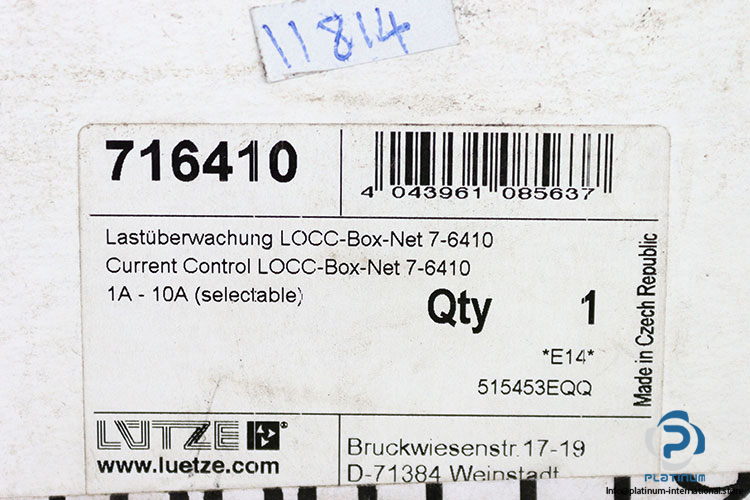 11814
716410
4 043961 085637
Lastüberwachung LOCC-Box-Net 7-6410
Current Control LOCC-Box-Net 7-6410
1A - 10A (selectable)
Qty 1
*E14*
515453EQQ
Made in Czech Republic
LÜTZE
www.luetze.com
Bruckwiesenstr. 17-19
D-71384 Weinstadt
PLATINUM